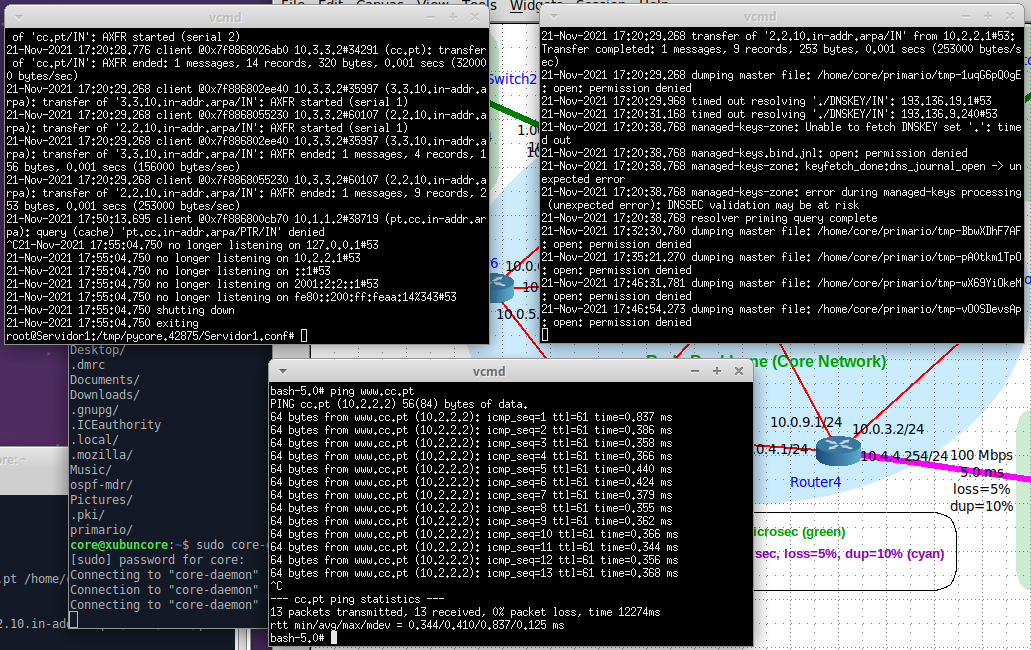 File Edit Canvas View Tools Widgets Session Help
vcmd
of 'cc.pt/IN': AXFR started (serial 2)
21-Nov-2021 17:20:28.776 client @0x7f8868026ab0 10.3.3.2#34291 (cc.pt): transfer
of 'cc.pt/IN': AXFR ended: 1 messages, 14 records, 320 bytes, 0.001 secs (32000
0 bytes/sec)
21-Nov-2021 17:20:29.268 client @0x7f886802ee40 10.3.3.2#35997 (3.3.10.in-addr.a
rpa): transfer of '3.3.10.in-addr.arpa/IN': AXFR started (serial 1)
21-Nov-2021 17:20:29.268 client @0x7f8868055230 10.3.3.2#60107 (2.2.10.in-addr.a
rpa): transfer of '2.2.10.in-addr.arpa/IN': AXFR started (serial 1)
21-Nov-2021 17:20:29.268 client @0x7f886802ee40 10.3.3.2#35997 (3.3.10.in-addr.a
rpa): transfer of '3.3.10.in-addr.arpa/IN': AXFR ended: 1 messages, 4 records, 1
56 bytes, 0.001 secs (156000 bytes/sec)
21-Nov-2021 17:20:29.268 client @0x7f8868055230 10.3.3.2#60107 (2.2.10.in-addr.a
rpa): transfer of '2.2.10.in-addr.arpa/IN': AXFR ended: 1 messages, 9 records, 2
53 bytes, 0.001 secs (253000 bytes/sec)
21-Nov-2021 17:50:13.695 client @0x7f886800cb70 10.1.1.2#38719 (pt.cc.in-addr.ar
pa): query (cache) 'pt.cc.in-addr.arpa/PTR/IN' denied
^C21-Nov-2021 17:55:04.750 no longer listening on 127.0.0.1#53
21-Nov-2021 17:55:04.750 no longer listening on 10.2.2.1#53
21-Nov-2021 17:55:04.750 no longer listening on ::1#53
21-Nov-2021 17:55:04.750 no longer listening on 2001:2:2::1#53
21-Nov-2021 17:55:04.750 no longer listening on fe80::200:ff:feaa:14%343#53
21-Nov-2021 17:55:04.750 shutting down
21-Nov-2021 17:55:04.750 exiting
root@Servidor1:/tmp/pycore.42875/Servidor1.conf#
vcmd
21-Nov-2021 17:20:29.268 transfer of '2.2.10.in-addr.arpa/IN' from 10.2.2.1#53:
Transfer completed: 1 messages, 9 records, 253 bytes, 0.001 secs (253000 bytes/s
ec)
21-Nov-2021 17:20:29.268 dumping master file: /home/core/primario/tmp-1uqG6pQOgE
: open: permission denied
21-Nov-2021 17:20:29.968 timed out resolving './DNSKEY/IN': 193.136.19.1#53
21-Nov-2021 17:20:31.168 timed out resolving './DNSKEY/IN': 193.136.9.240#53
21-Nov-2021 17:20:38.768 managed-keys-zone: Unable to fetch DNSKEY set '.': time
d out
21-Nov-2021 17:20:38.768 managed-keys.bind.jnl: open: permission denied
21-Nov-2021 17:20:38.768 managed-keys-zone: keyfetch_done:dns_journal_open -> un
expected error
21-Nov-2021 17:20:38.768 managed-keys-zone: error during managed-keys processing
(unexpected error): DNSSEC validation may be at risk
21-Nov-2021 17:20:38.768 resolver priming query complete
21-Nov-2021 17:32:30.780 dumping master file: /home/core/primario/tmp-BbwXDhF7AF
: open: permission denied
21-Nov-2021 17:35:21.270 dumping master file: /home/core/primario/tmp-pA0tkm1TpO
: open: permission denied
21-Nov-2021 17:46:31.781 dumping master file: /home/core/primario/tmp-wX69YiOkeM
: open: permission denied
21-Nov-2021 17:46:54.273 dumping master file: /home/core/primario/tmp-vOOSDevsAp
: open: permission denied
Switch2
1.0
10
6
10.0.
10
10.0.5
(Core Network)
10.0.9.1/24
10.0.3.2/24
0.4.1/24
10.4.4.254/24
Router4
100 Mbps
5.0 ms
loss=5%
dup=10%
icrosec (green)
sec, loss=5%, dup=10% (cyan)
Desktop/
.dmrc
Documents/
Downloads/
.gnupg/
.ICEauthority
.local/
.mozilla/
Music/
ospf-mdr/
Pictures/
.pki/
primario/
core@xubuncore:~$ sudo core-
[sudo] password for core:
Connecting to "core-daemon"
Connecting to "core-daemon"
Connecting to "core-daemon"
ore: ~
.pt /home/
2.10.in-add
vcmd
bash-5.0# ping www.cc.pt
PING cc.pt (10.2.2.2) 56(84) bytes of data.
64 bytes from www.cc.pt (10.2.2.2): icmp_seq=1 ttl=61 time=0.837 ms
64 bytes from www.cc.pt (10.2.2.2): icmp_seq=2 ttl=61 time=0.386 ms
64 bytes from www.cc.pt (10.2.2.2): icmp_seq=3 ttl=61 time=0.358 ms
64 bytes from www.cc.pt (10.2.2.2): icmp_seq=4 ttl=61 time=0.366 ms
64 bytes from www.cc.pt (10.2.2.2): icmp_seq=5 ttl=61 time=0.440 ms
64 bytes from www.cc.pt (10.2.2.2): icmp_seq=6 ttl=61 time=0.424 ms
64 bytes from www.cc.pt (10.2.2.2): icmp_seq=7 ttl=61 time=0.379 ms
64 bytes from www.cc.pt (10.2.2.2): icmp_seq=8 ttl=61 time=0.355 ms
64 bytes from www.cc.pt (10.2.2.2): icmp_seq=9 ttl=61 time=0.362 ms
64 bytes from www.cc.pt (10.2.2.2): icmp_seq=10 ttl=61 time=0.366 ms
64 bytes from www.cc.pt (10.2.2.2): icmp_seq=11 ttl=61 time=0.344 ms
64 bytes from www.cc.pt (10.2.2.2): icmp_seq=12 ttl=61 time=0.356 ms
64 bytes from www.cc.pt (10.2.2.2): icmp_seq=13 ttl=61 time=0.368 ms
^C
--- cc.pt ping statistics ---
13 packets transmitted, 13 received, 0% packet loss, time 12274ms
rtt min/avg/max/mdev = 0.344/0.410/0.837/0.125 ms
bash-5.0#